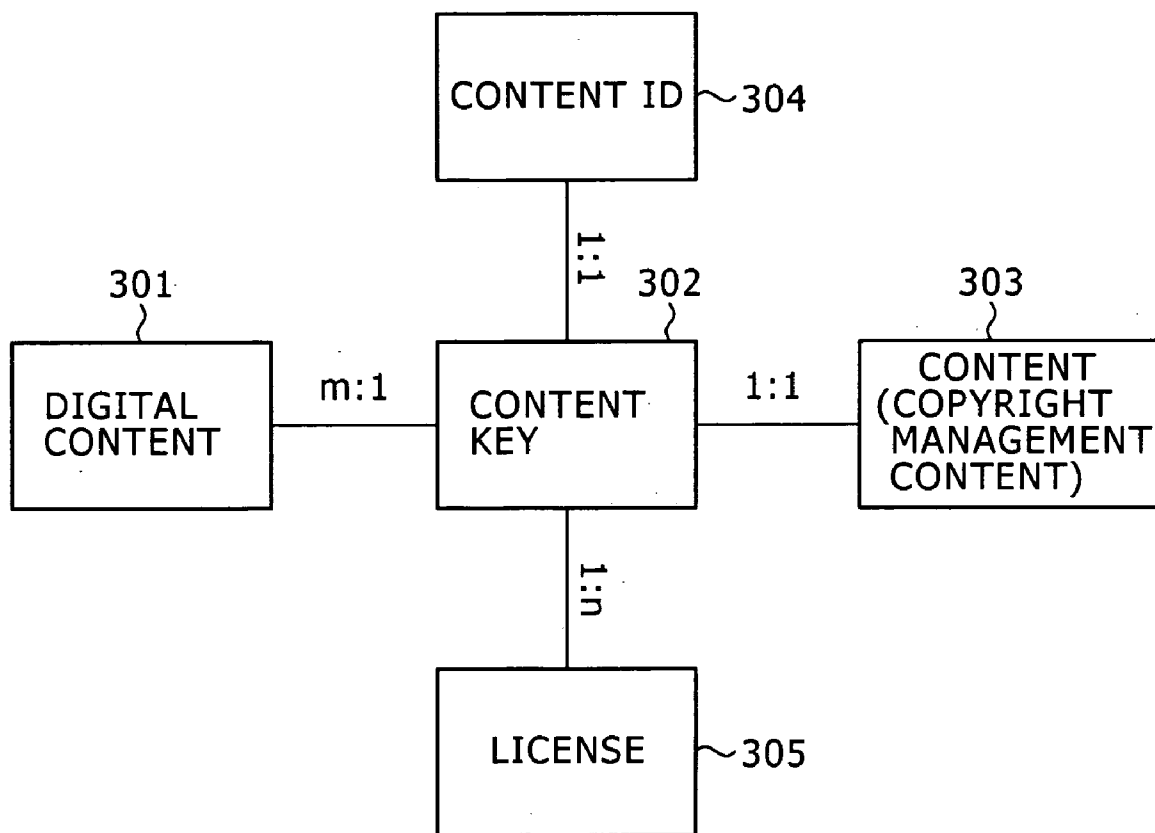 CONTENT ID
304
1:1
301
302
303
DIGITAL
CONTENT
m:1
CONTENT
KEY
1:1
CONTENT
(COPYRIGHT
MANAGEMENT
CONTENT)
1:n
LICENSE
305